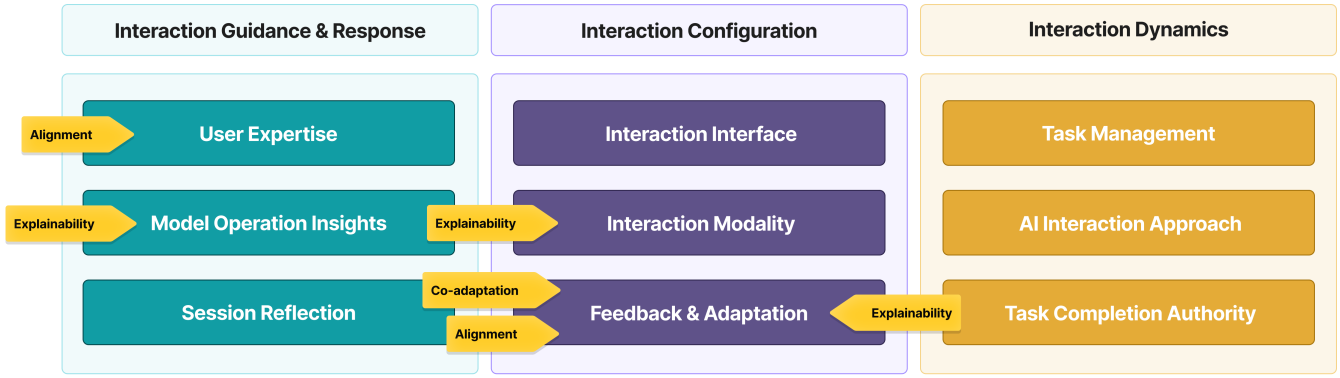 Interaction Guidance & Response
Interaction Configuration
Interaction Dynamics
Alignment
User Expertise
Interaction Interface
Task Management
Explainability
Model Operation Insights
Explainability
Interaction Modality
AI Interaction Approach
Session Reflection
Co-adaptation
Alignment
Feedback & Adaptation
Explainability
Task Completion Authority